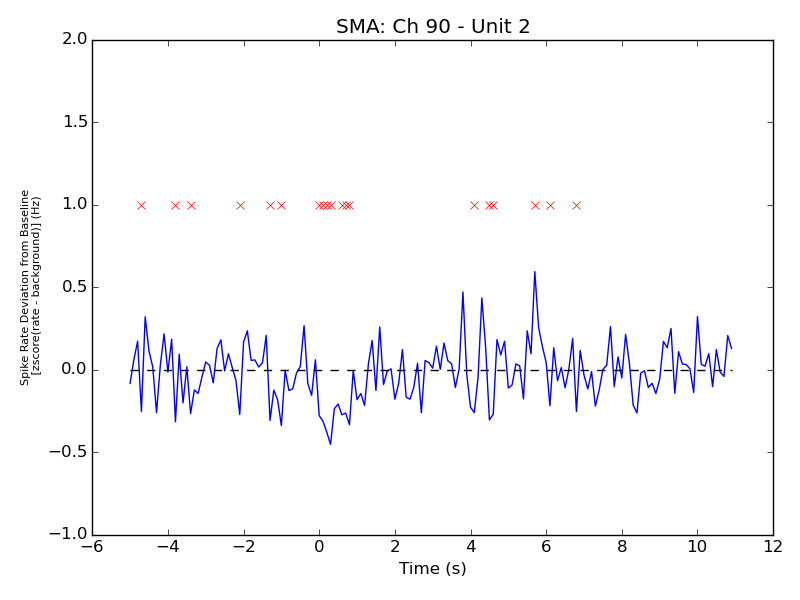 SMA: Ch 90 - Unit 2
2.0
1.5
1.0
0.5
0.0
−0.5
−1.0
Spike Rate Deviation from Baseline
[zscore(rate - background)] (Hz)
−6 −4 −2 0 2 4 6 8 10 12
Time (s)